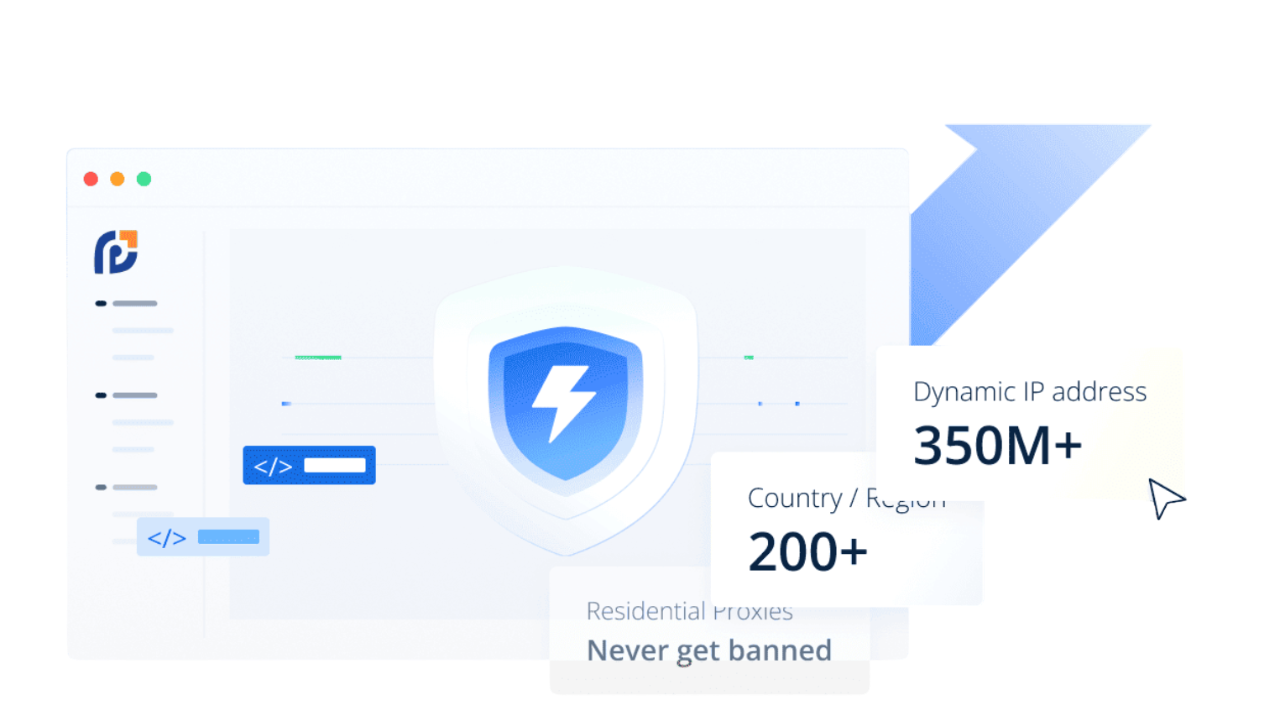 Dynamic IP address
350M+
Country / Region
200+
Residential Proxies
Never get banned
</>
</>